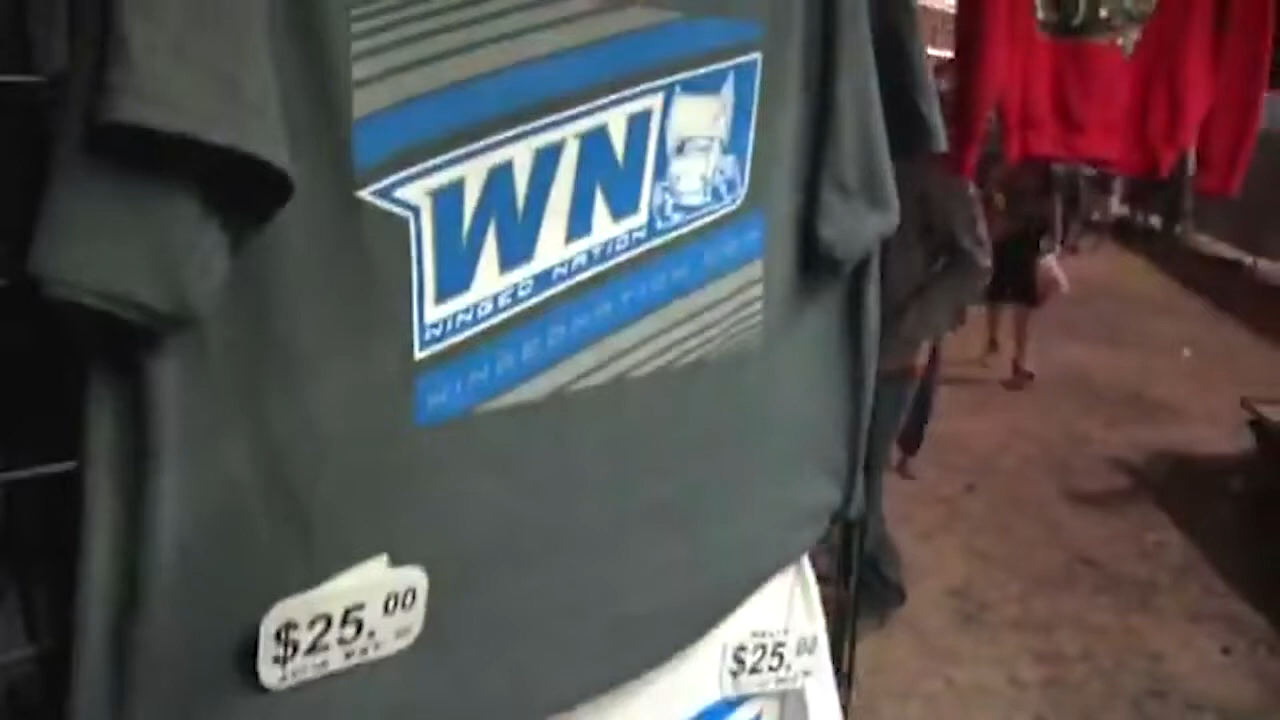 WN
WINGED NATION
WINGEDNATION.COM
$25.00
$25.00